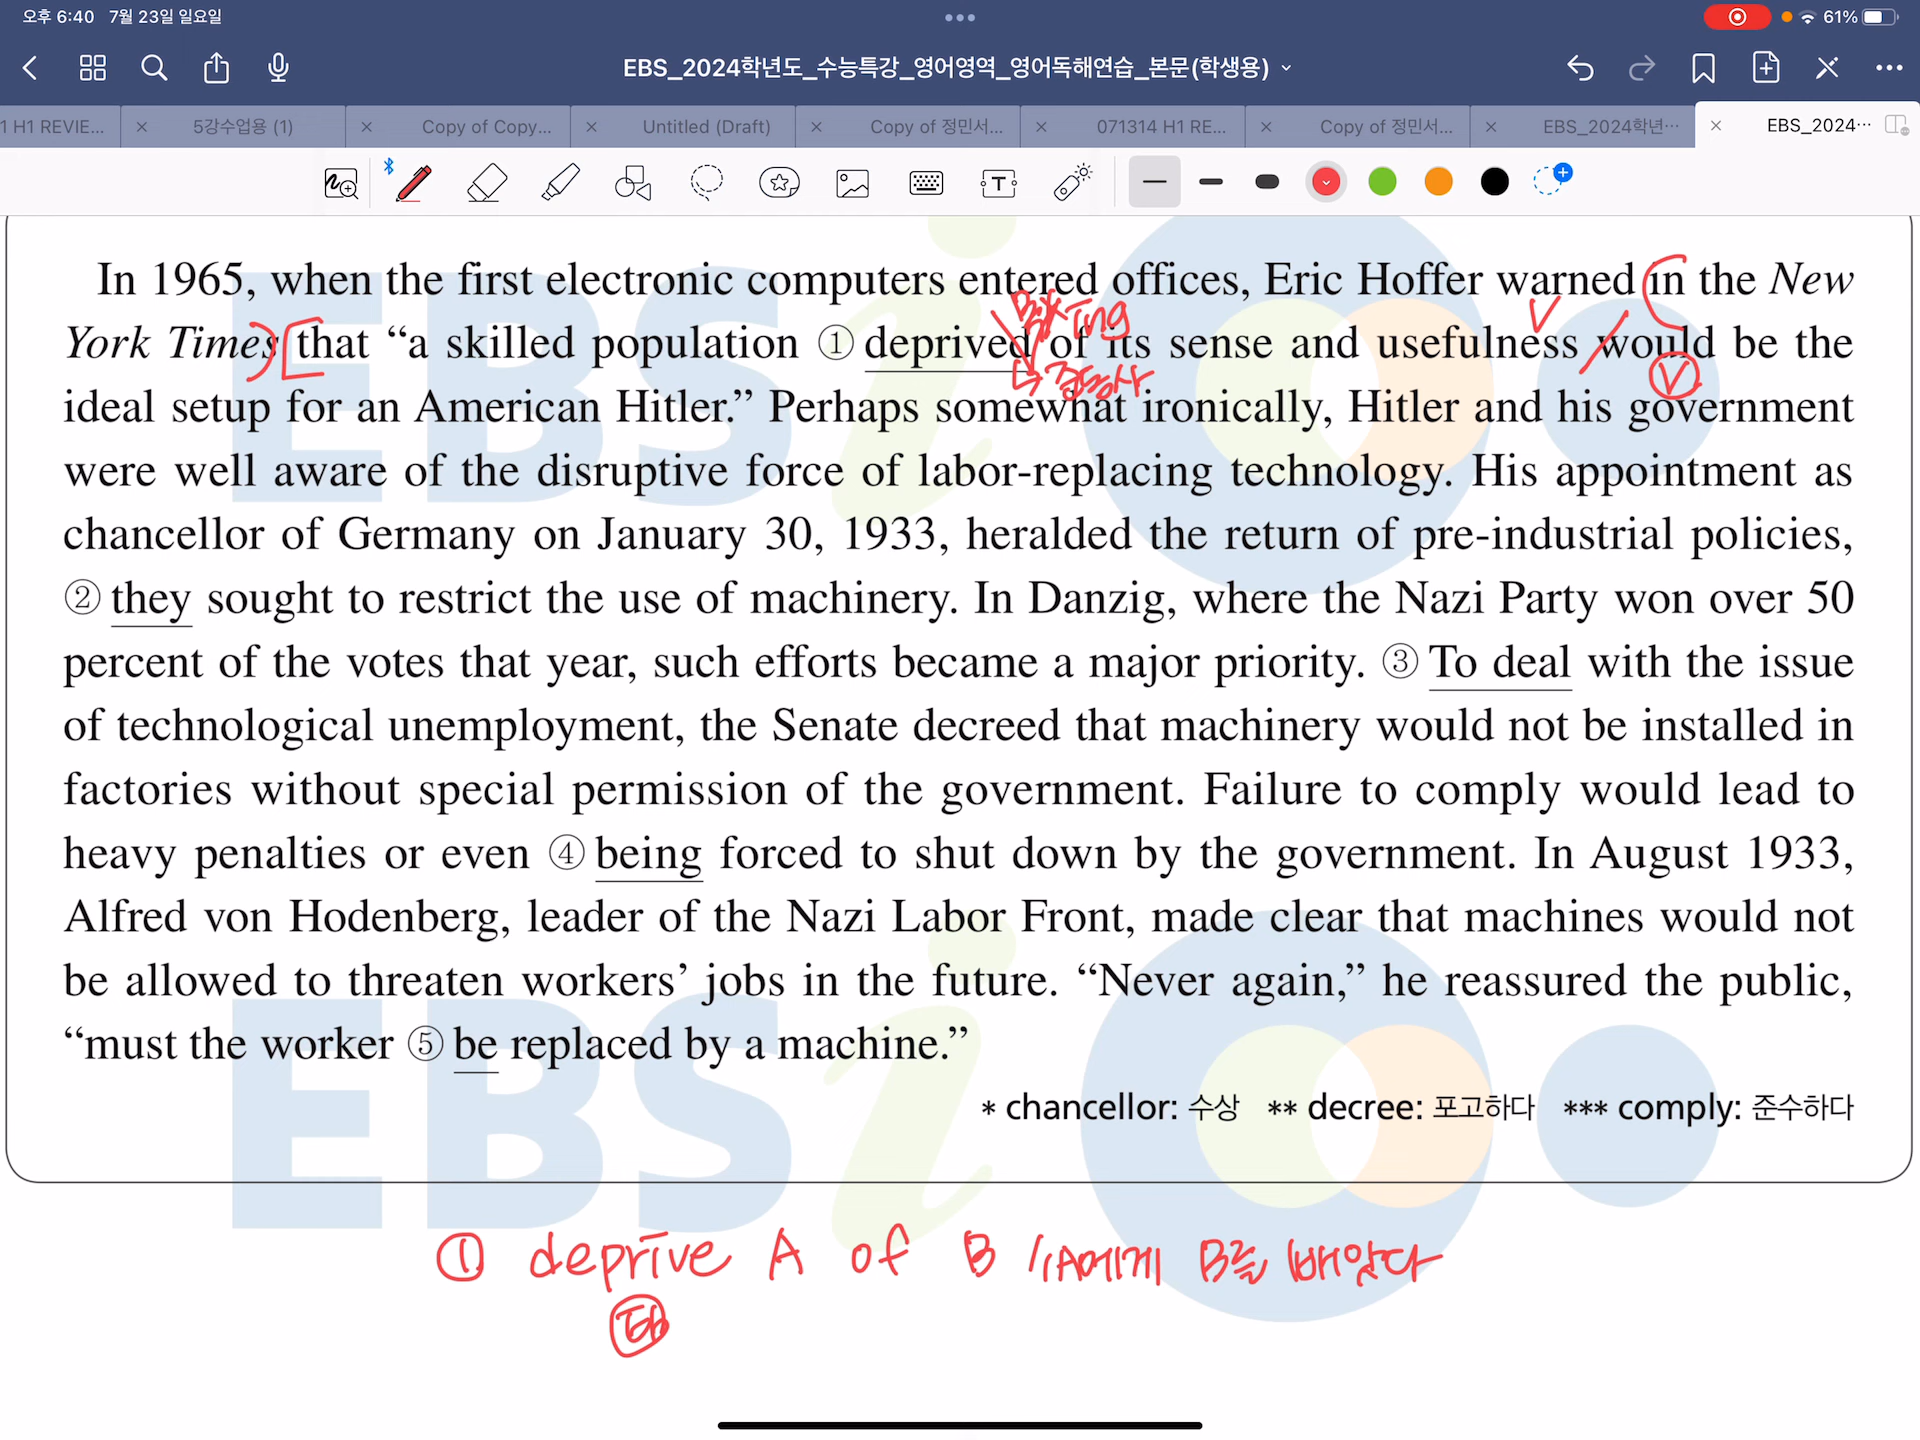 오후 6:40 7월 23일 일요일
61%
EBS_2024학년도_수능특강_영어영역_영어독해연습_본문(학생용)
1 H1 REVIE...
5강수업용 (1)
Copy of Copy...
Untitled (Draft)
Copy of 정민서...
071314 H1 RE...
Copy of 정민서...
EBS_2024학년...
EBS_2024...
In 1965, when the first electronic computers entered offices, Eric Hoffer warned in the New
York Times that “a skilled population ① deprived of its sense and usefulness would be the
ideal setup for an American Hitler.” Perhaps somewhat ironically, Hitler and his government
were well aware of the disruptive force of labor-replacing technology. His appointment as
chancellor of Germany on January 30, 1933, heralded the return of pre-industrial policies,
② they sought to restrict the use of machinery. In Danzig, where the Nazi Party won over 50
percent of the votes that year, such efforts became a major priority. ③ To deal with the issue
of technological unemployment, the Senate decreed that machinery would not be installed in
factories without special permission of the government. Failure to comply would lead to
heavy penalties or even ④ being forced to shut down by the government. In August 1933,
Alfred von Hodenberg, leader of the Nazi Labor Front, made clear that machines would not
be allowed to threaten workers’ jobs in the future. “Never again,” he reassured the public,
“must the worker ⑤ be replaced by a machine.”
* chancellor: 수상 ** decree: 포고하다 *** comply: 준수하다
① deprive A of B // A에게 B를 빼앗다
EBSi
EBSi